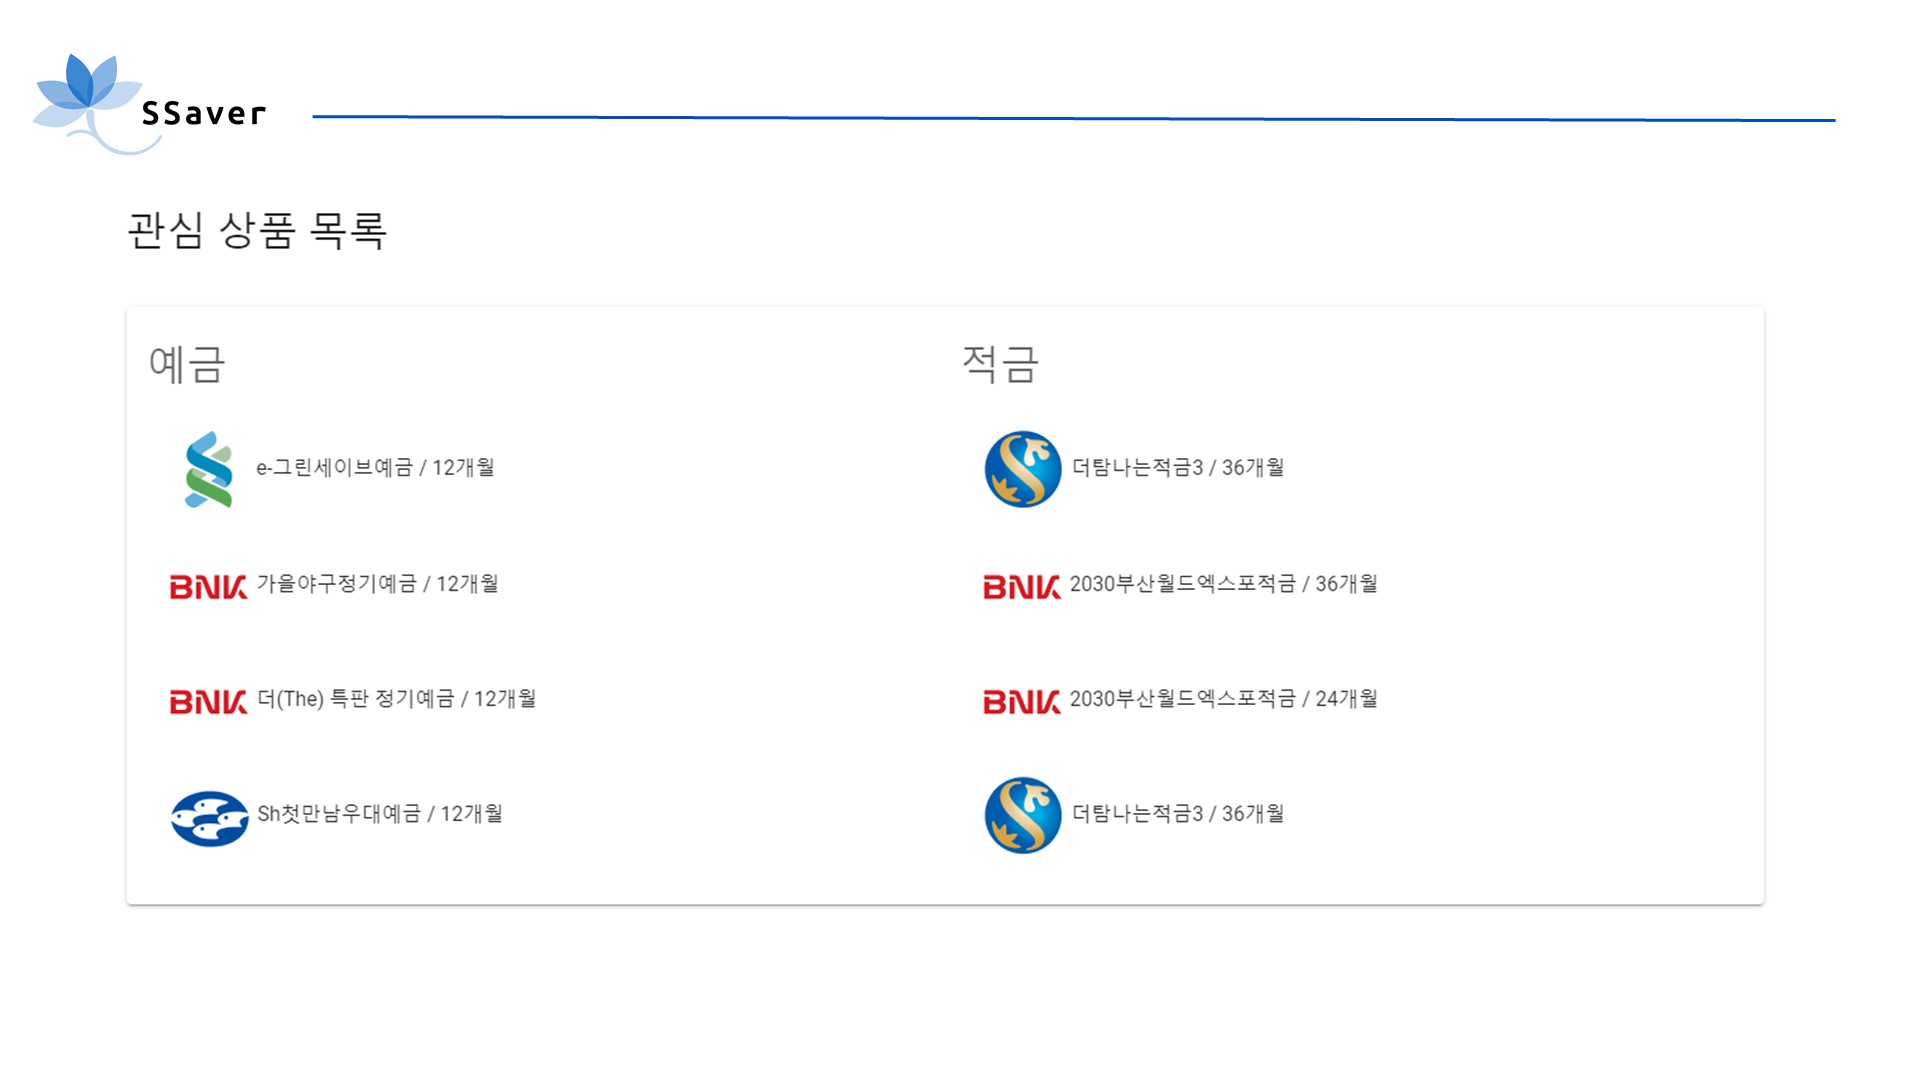 SSaver
관심 상품 목록
예금
e-그린세이브예금 / 12개월
BNK 가을야구정기예금 / 12개월
BNK 더(The) 특판 정기예금 / 12개월
Sh첫만남우대예금 / 12개월
적금
더탐나는적금3 / 36개월
BNK 2030부산월드엑스포적금 / 36개월
BNK 2030부산월드엑스포적금 / 24개월
더탐나는적금3 / 36개월